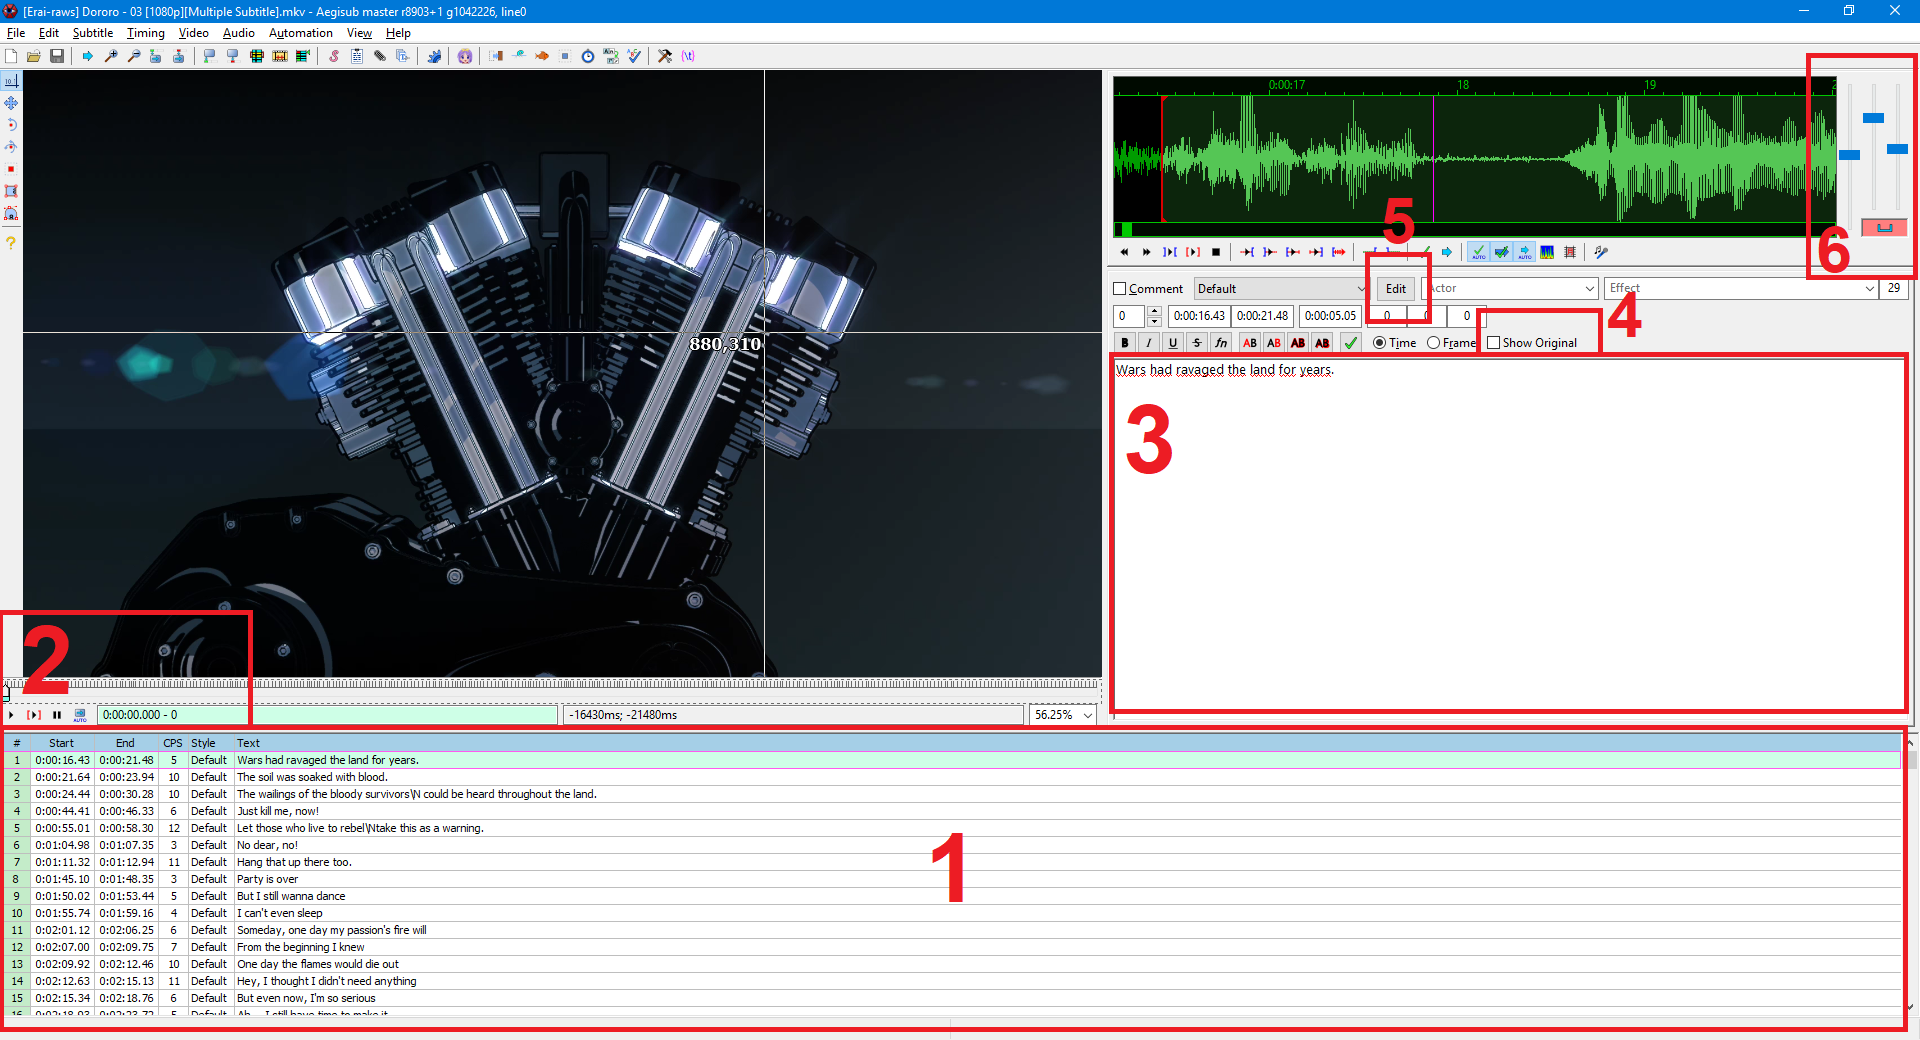 [Erai-raws] Dororo - 03 [1080p][Multiple Subtitle].mkv - Aegisub master r8903+1 g1042226, line0
File Edit Subtitle Timing Video Audio Automation View Help
0:00:17 18 19
5
6
Comment Default Edit Actor Effect 29
4
0 0:00:16.43 0:00:21.48 0:00:05.05 0 0 0
B I U S fn AB AB AB AB Time Frame Show Original
Wars had ravaged the land for years.
3
880,310
2
0:00:00.000 - 0 -16430ms; -21480ms 56.25%
# Start End CPS Style Text
1 0:00:16.43 0:00:21.48 5 Default Wars had ravaged the land for years.
2 0:00:21.64 0:00:23.94 10 Default The soil was soaked with blood.
3 0:00:24.44 0:00:30.28 10 Default The wailings of the bloody survivors\N could be heard throughout the land.
4 0:00:44.41 0:00:46.33 6 Default Just kill me, now!
5 0:00:55.01 0:00:58.30 12 Default Let those who live to rebel\Ntake this as a warning.
6 0:01:04.98 0:01:07.35 3 Default No dear, no!
7 0:01:11.32 0:01:12.94 11 Default Hang that up there too.
8 0:01:45.10 0:01:48.35 3 Default Party is over
9 0:01:50.02 0:01:53.44 5 Default But I still wanna dance
10 0:01:55.74 0:01:59.16 4 Default I can't even sleep
11 0:02:01.12 0:02:06.25 6 Default Someday, one day my passion's fire will
12 0:02:07.00 0:02:09.75 7 Default From the beginning I knew
13 0:02:09.92 0:02:12.46 10 Default One day the flames would die out
14 0:02:12.63 0:02:15.13 11 Default Hey, I thought I didn't need anything
15 0:02:15.34 0:02:18.76 6 Default But even now, I'm so serious
1